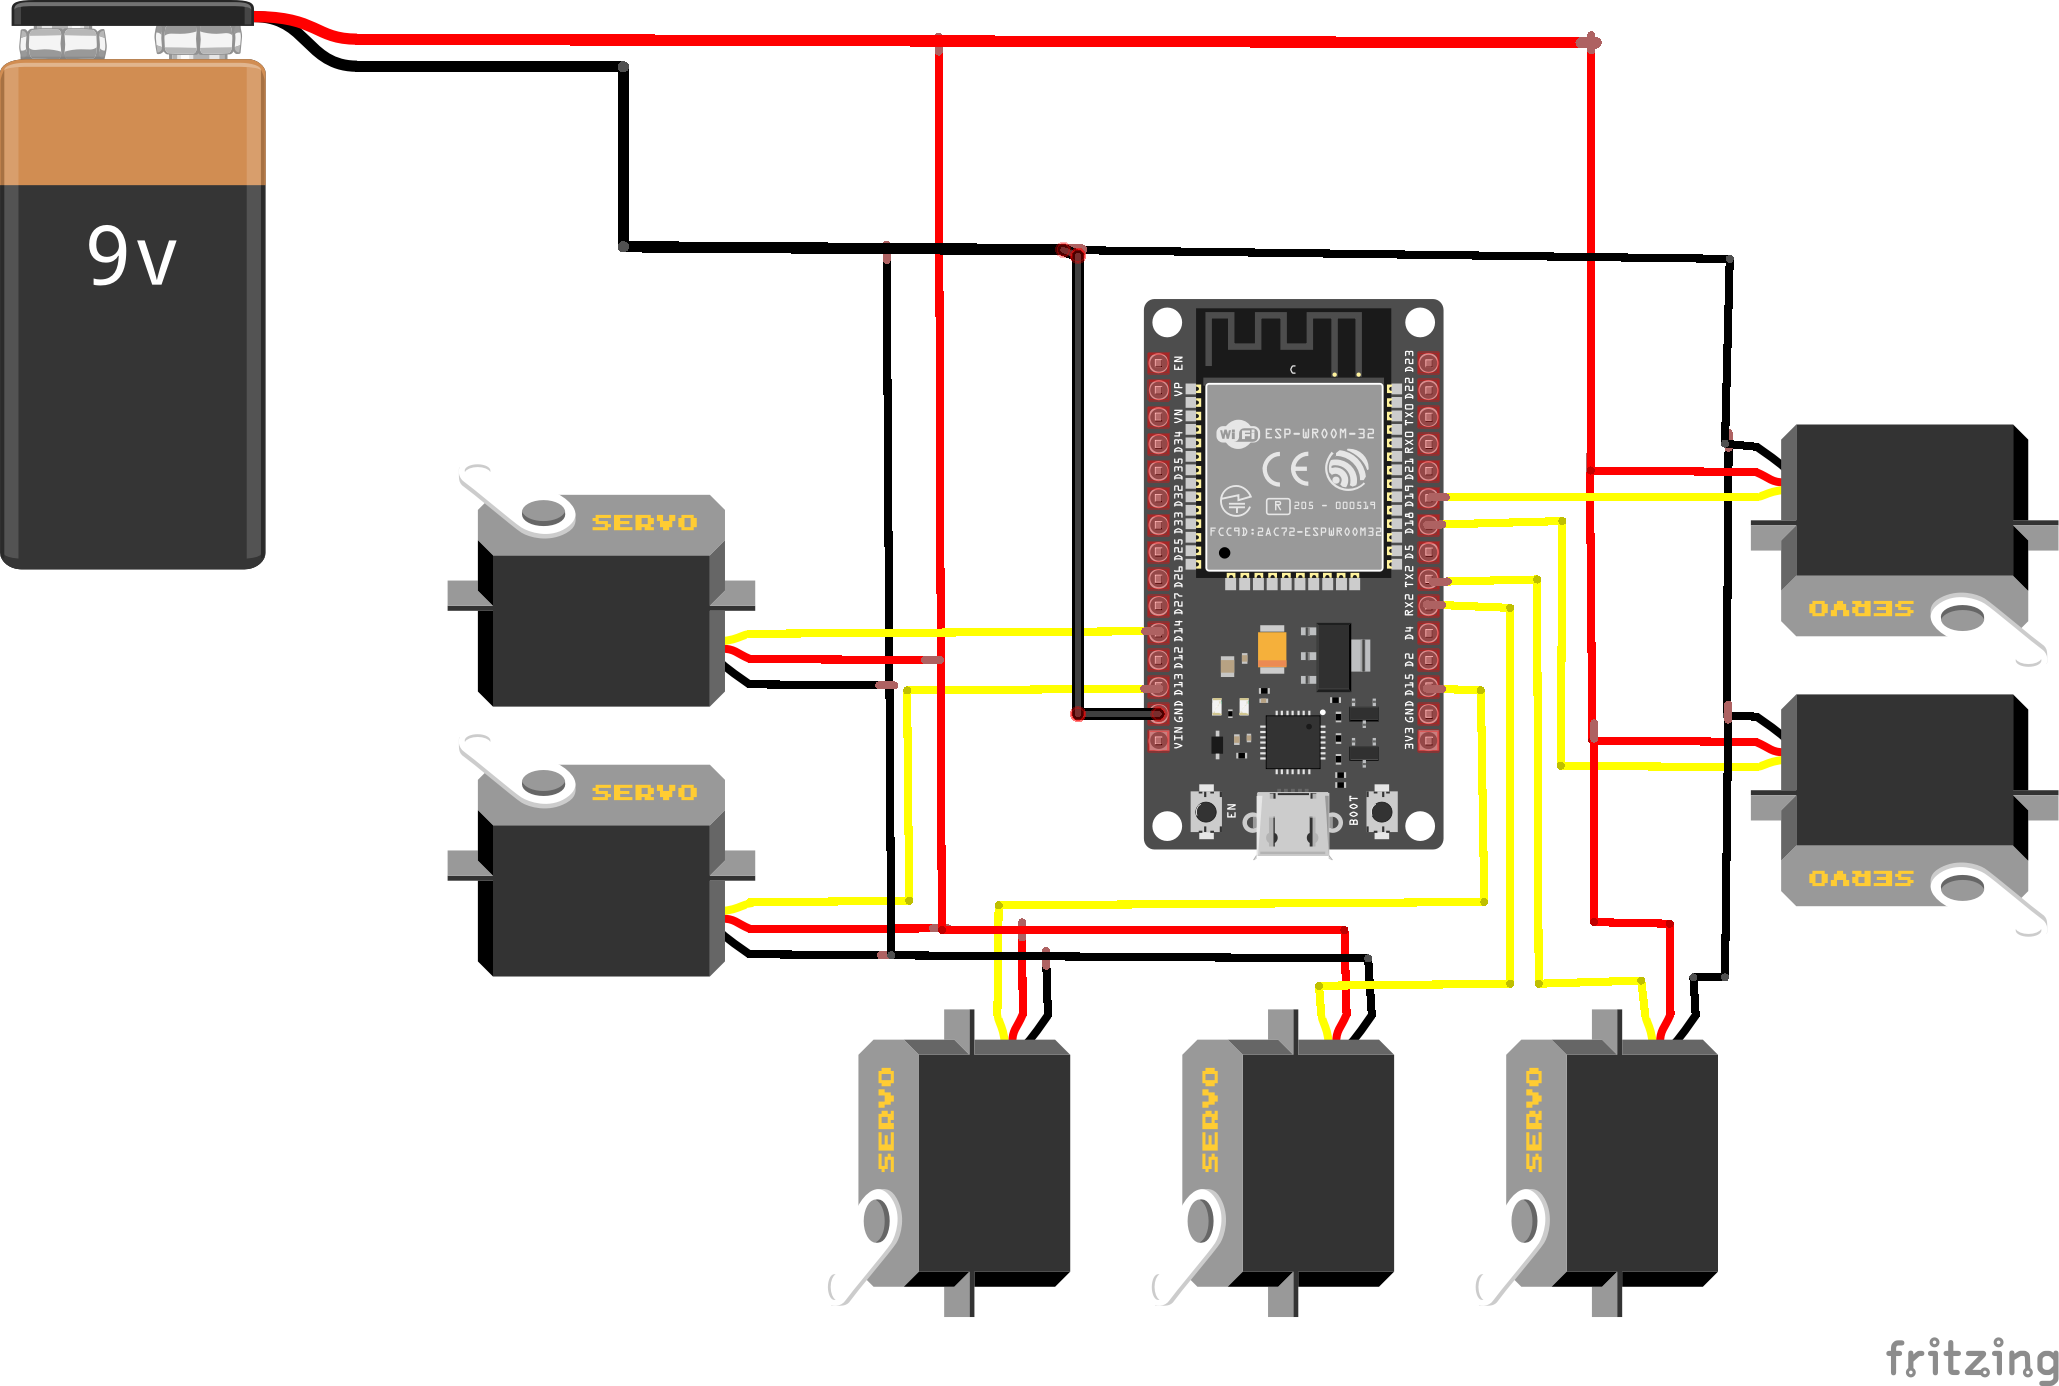 9v
SERVO
SERVO
EN
VP
VN
D34
D35
D32
D33
D25
D26
D27
D14
D12
D13
GND
VIN
D23
D22
TX0
RX0
D21
D19
D18
D5
TX2
RX2
D4
D2
D15
GND
3V3
C
WiFi ESP-WROOM-32
CE
R 205 - 000519
FCC9D:2AC72-ESPWROOM32
EN
BOOT
SERVO
SERVO
SERVO
SERVO
SERVO
fritzing